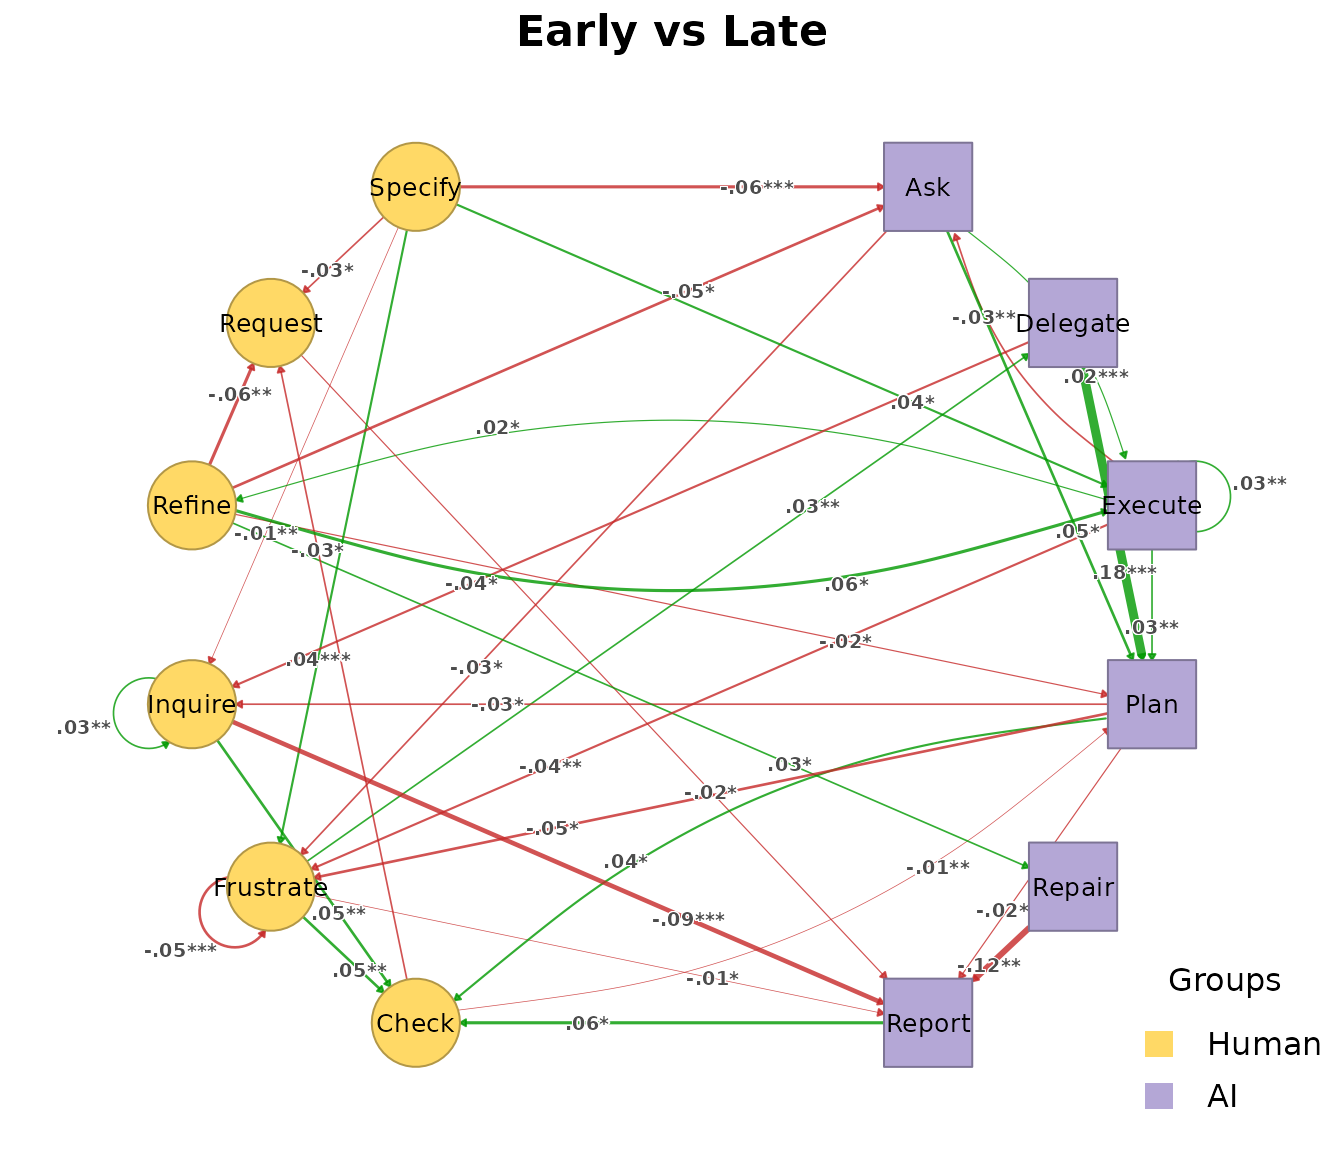 Early vs Late
Specify
-.06***
Ask
-.03*
-.05*
-.03**
Request
Delegate
.02***
-.06**
.04*
.02*
.03**
Refine
.03**
Execute
-.01**
-.03*
.05*
-.04*
.06*
.18***
.03**
-.02*
.04***
-.03*
Inquire
-.03*
Plan
.03**
-.04**
.03*
-.02*
-.05*
.04*
-.01**
Frustrate
Repair
.05**
-.02*
-.09***
-.05***
.05**
-.12**
-.01*
Check
.06*
Report
Groups
Human
AI